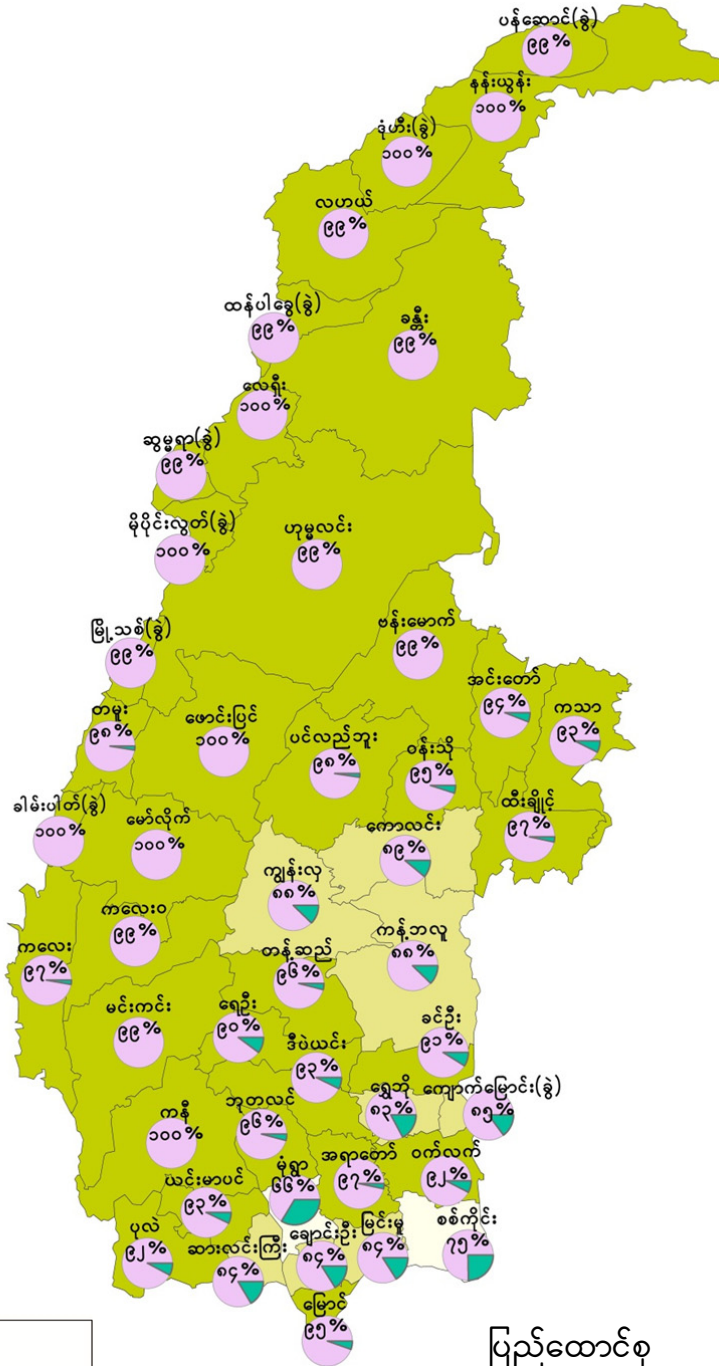 ပန်ဆောင်(ခွဲ)
၉၉%
နန်းယွန်း
၁၀၀%
ဒုံဟီး(ခွဲ)
၁၀၀%
လဟယ်
၉၉%
ထန်ပါခွေ(ခွဲ)
၉၉%
ခန္တီး
၉၉%
လေရှီး
၁၀၀%
ဆွမ္မရာ(ခွဲ)
၉၉%
မိုပိုင်းလွတ်(ခွဲ)
၁၀၀%
ဟုမ္မလင်း
၉၉%
ဗန်းမောက်
၉၉%
မြို့သစ်(ခွဲ)
၉၉%
အင်းတော်
၉၄%
ကသာ
၉၃%
တမူး
၉၈%
ဖောင်းပြင်
၁၀၀%
ပင်လည်ဘူး
၉၈%
ဝန်းသို
၉၅%
ထီးချိုင့်
၉၇%
ခါမ်းပါတ်(ခွဲ)
၁၀၀%
မော်လိုက်
၁၀၀%
ကောလင်း
၈၉%
ကျွန်းလှ
၈၈%
ကလေးဝ
၉၉%
ကန့်ဘလူ
၈၈%
ကလေး
၉၇%
တန့်ဆည်
၉၆%
မင်းကင်း
၉၉%
ရေဦး
၉၀%
ခင်ဦး
၉၁%
ဒီပဲယင်း
၉၃%
ရွှေဘို
၈၃%
ကျောက်မြောင်း(ခွဲ)
၈၅%
ကနီ
၁၀၀%
ဘုတလင်
၉၆%
အရာတော်
၉၇%
ဝက်လက်
၉၂%
မုံရွာ
၆၆%
ယင်းမာပင်
၉၃%
ပုလဲ
၉၂%
ဆားလင်းကြီး
၈၄%
ချောင်းဦး
၈၄%
မြင်းမူ
၈၄%
စစ်ကိုင်း
၇၅%
မြောင်
၉၅%
ပြည်ထောင်စု